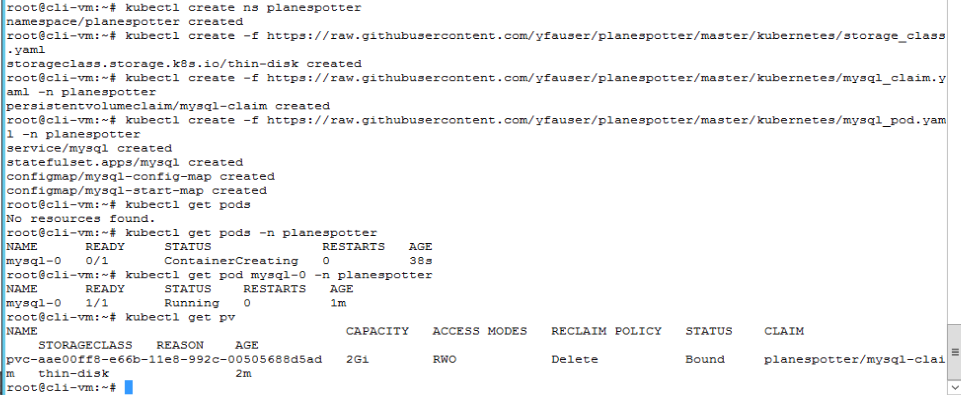 root@cli-vm:~# kubectl create ns planespotter
namespace/planespotter created
root@cli-vm:~# kubectl create -f https://raw.githubusercontent.com/yfauser/planespotter/master/kubernetes/storage_class
.yaml
storageclass.storage.k8s.io/thin-disk created
root@cli-vm:~# kubectl create -f https://raw.githubusercontent.com/yfauser/planespotter/master/kubernetes/mysql_claim.y
aml -n planespotter
persistentvolumeclaim/mysql-claim created
root@cli-vm:~# kubectl create -f https://raw.githubusercontent.com/yfauser/planespotter/master/kubernetes/mysql_pod.yam
l -n planespotter
service/mysql created
statefulset.apps/mysql created
configmap/mysql-config-map created
configmap/mysql-start-map created
root@cli-vm:~# kubectl get pods
No resources found.
root@cli-vm:~# kubectl get pods -n planespotter
NAME      READY     STATUS              RESTARTS   AGE
mysql-0   0/1       ContainerCreating   0          38s
root@cli-vm:~# kubectl get pod mysql-0 -n planespotter
NAME      READY     STATUS    RESTARTS   AGE
mysql-0   1/1       Running   0          1m
root@cli-vm:~# kubectl get pv
NAME                                       CAPACITY   ACCESS MODES   RECLAIM POLICY   STATUS    CLAIM
    STORAGECLASS   REASON    AGE
pvc-aae00ff8-e66b-11e8-992c-00505688d5ad   2Gi        RWO            Delete           Bound     planespotter/mysql-clai
m   thin-disk                2m
root@cli-vm:~#